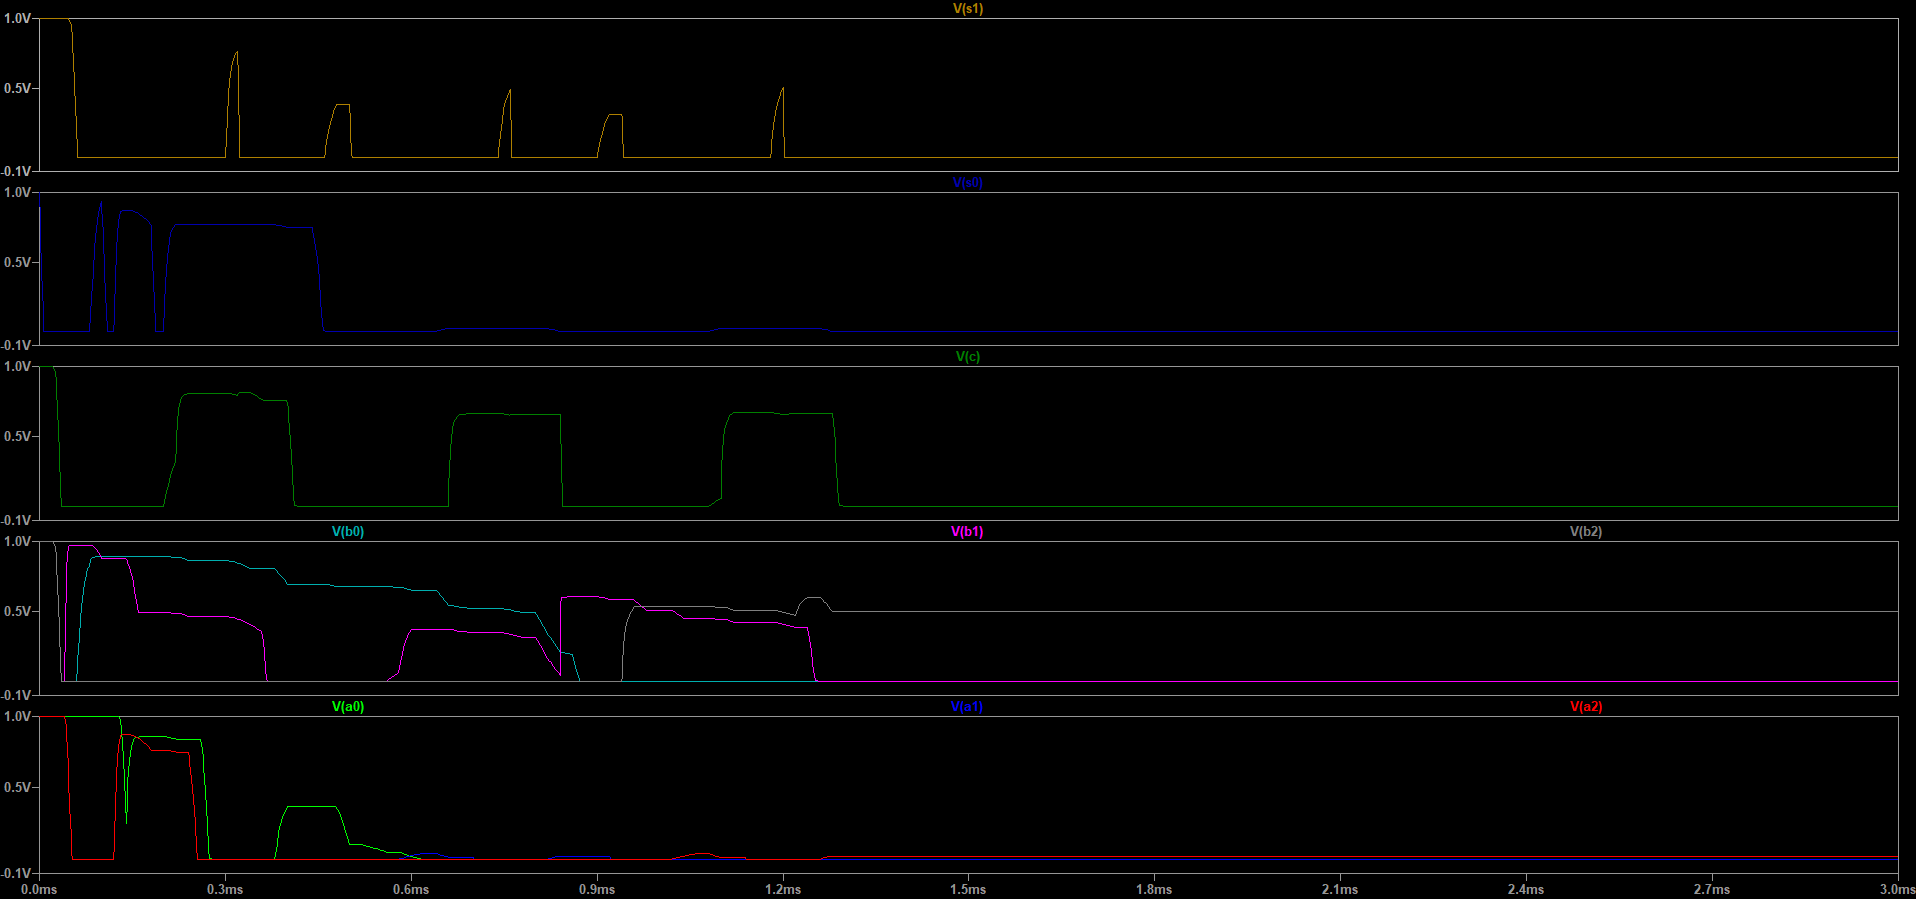 V(s1)
1.0V
0.5V
-0.1V
V(s0)
1.0V
0.5V
-0.1V
V(c)
1.0V
0.5V
-0.1V
V(b0) V(b1) V(b2)
1.0V
0.5V
-0.1V
V(a0) V(a1) V(a2)
1.0V
0.5V
-0.1V
0.0ms 0.3ms 0.6ms 0.9ms 1.2ms 1.5ms 1.8ms 2.1ms 2.4ms 2.7ms 3.0ms